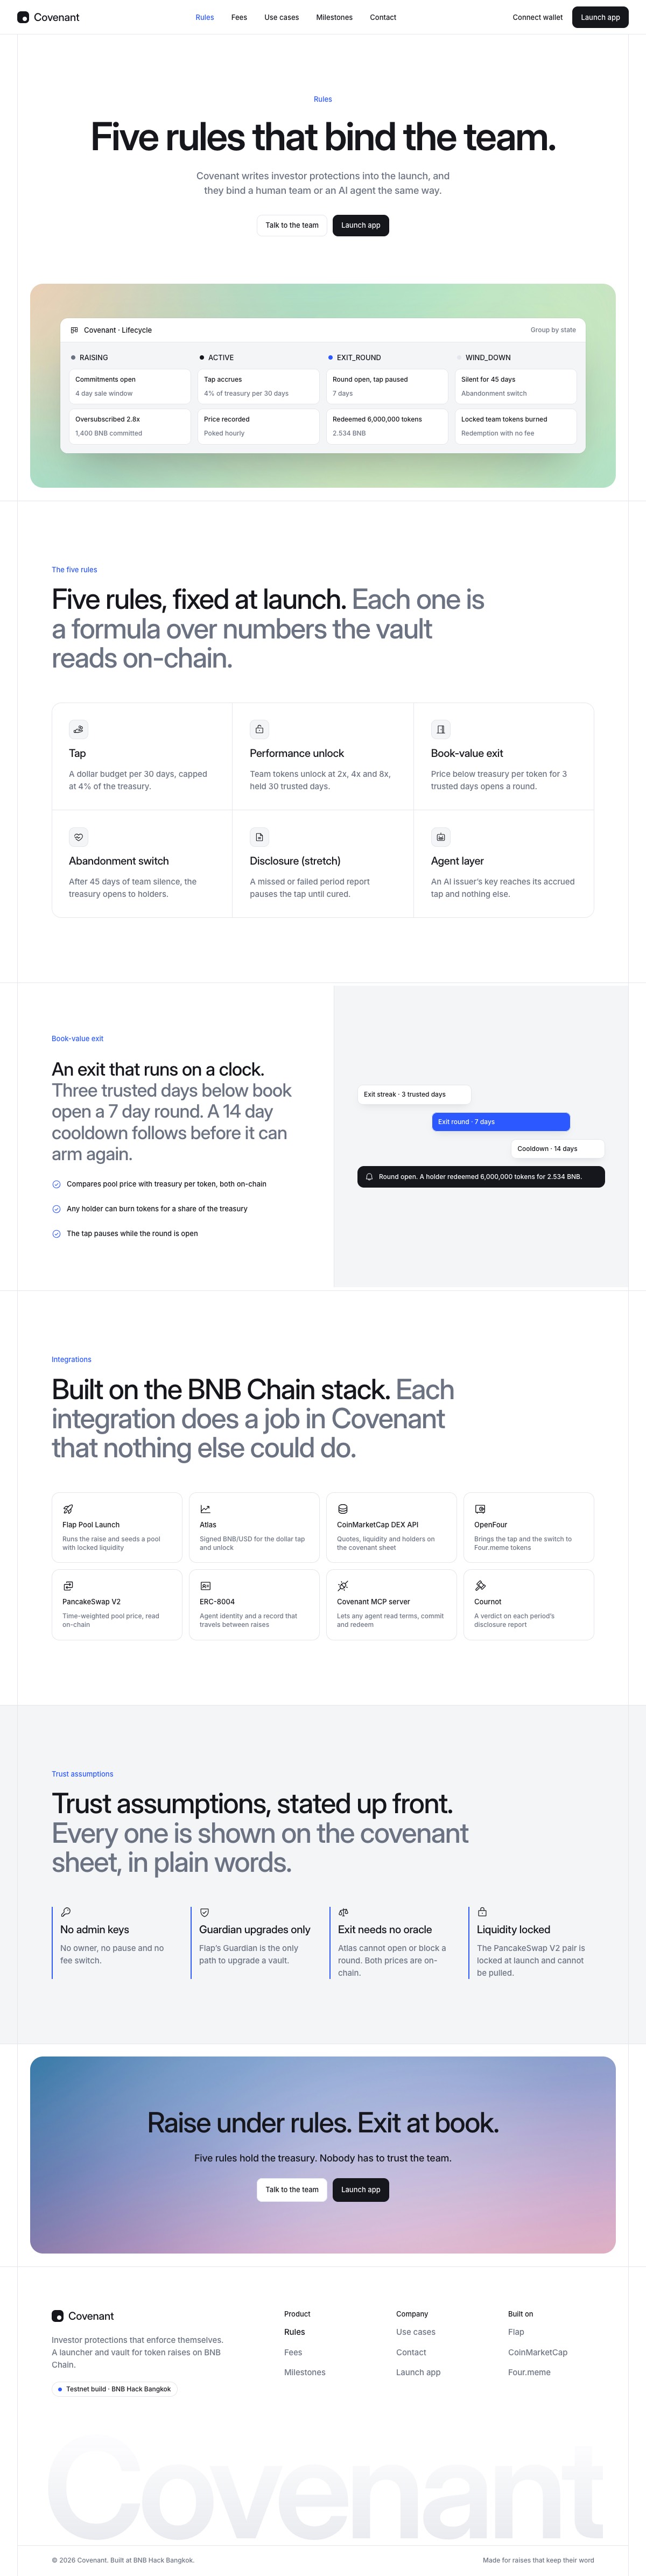 Covenant
Rules
Fees
Use cases
Milestones
Contact
Connect wallet
Launch app
Rules
Five rules that bind the team.
Covenant writes investor protections into the launch, and
they bind a human team or an AI agent the same way.
Talk to the team
Launch app
Covenant · Lifecycle
Group by state
RAISING
ACTIVE
EXIT_ROUND
WIND_DOWN
Commitments open
4 day sale window
Tap accrues
4% of treasury per 30 days
Round open, tap paused
7 days
Silent for 45 days
Abandonment switch
Oversubscribed 2.8x
1,400 BNB committed
Price recorded
Poked hourly
Redeemed 6,000,000 tokens
2.534 BNB
Locked team tokens burned
Redemption with no fee
The five rules
Five rules, fixed at launch. Each one is
a formula over numbers the vault
reads on-chain.
Tap
A dollar budget per 30 days, capped
at 4% of the treasury.
Performance unlock
Team tokens unlock at 2x, 4x and 8x,
held 30 trusted days.
Book-value exit
Price below treasury per token for 3
trusted days opens a round.
Abandonment switch
After 45 days of team silence, the
treasury opens to holders.
Disclosure (stretch)
A missed or failed period report
pauses the tap until cured.
Agent layer
An AI issuer's key reaches its accrued
tap and nothing else.
Book-value exit
An exit that runs on a clock.
Three trusted days below book
open a 7 day round. A 14 day
cooldown follows before it can
arm again.
Compares pool price with treasury per token, both on-chain
Any holder can burn tokens for a share of the treasury
The tap pauses while the round is open
Exit streak · 3 trusted days
Exit round · 7 days
Cooldown · 14 days
Round open. A holder redeemed 6,000,000 tokens for 2.534 BNB.
Integrations
Built on the BNB Chain stack. Each
integration does a job in Covenant
that nothing else could do.
Flap Pool Launch
Runs the raise and seeds a pool
with locked liquidity
Atlas
Signed BNB/USD for the dollar tap
and unlock
CoinMarketCap DEX API
Quotes, liquidity and holders on
the covenant sheet
OpenFour
Brings the tap and the switch to
Four.meme tokens
PancakeSwap V2
Time-weighted pool price, read
on-chain
ERC-8004
Agent identity and a record that
travels between raises
Covenant MCP server
Lets any agent read terms, commit
and redeem
Cournot
A verdict on each period's
disclosure report
Trust assumptions
Trust assumptions, stated up front.
Every one is shown on the covenant
sheet, in plain words.
No admin keys
No owner, no pause and no
fee switch.
Guardian upgrades only
Flap's Guardian is the only
path to upgrade a vault.
Exit needs no oracle
Atlas cannot open or block a
round. Both prices are on-
chain.
Liquidity locked
The PancakeSwap V2 pair is
locked at launch and cannot
be pulled.
Raise under rules. Exit at book.
Five rules hold the treasury. Nobody has to trust the team.
Talk to the team
Launch app
Covenant
Investor protections that enforce themselves.
A launcher and vault for token raises on BNB
Chain.
Testnet build · BNB Hack Bangkok
Product
Rules
Fees
Milestones
Company
Use cases
Contact
Launch app
Built on
Flap
CoinMarketCap
Four.meme
Covenant
© 2026 Covenant. Built at BNB Hack Bangkok.
Made for raises that keep their word